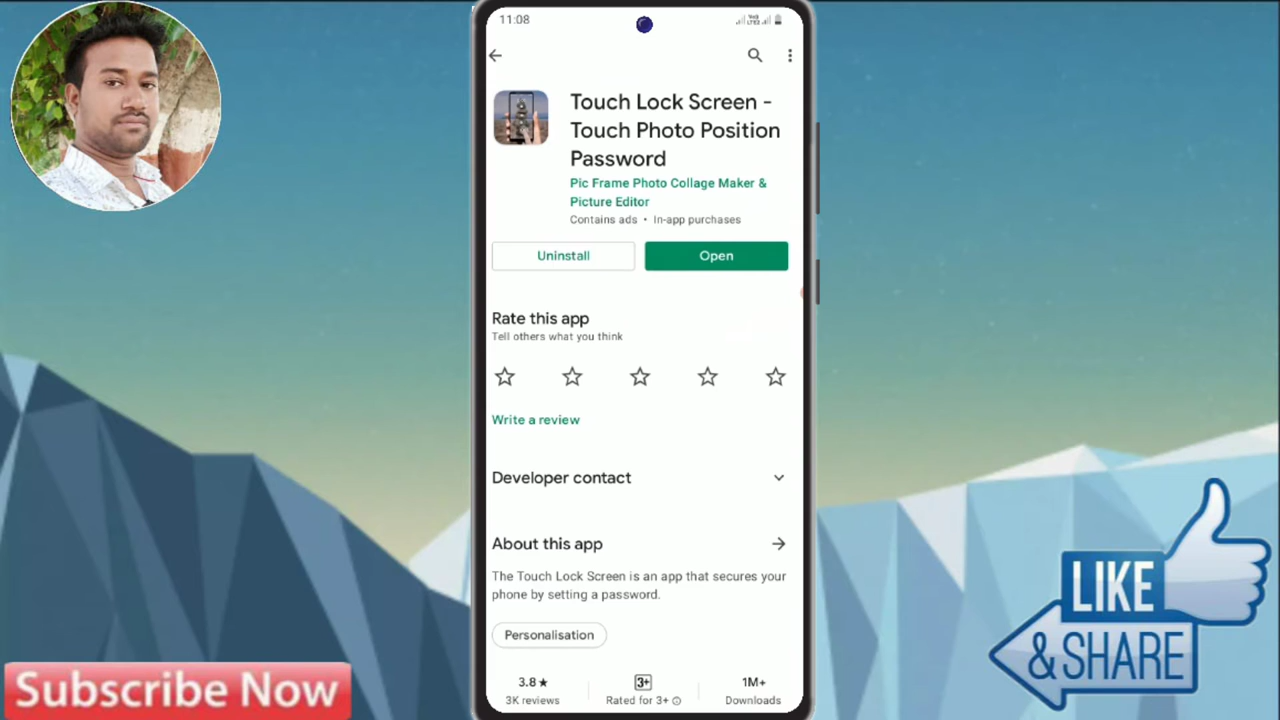 11:08
Touch Lock Screen -
Touch Photo Position
Password
Pic Frame Photo Collage Maker &
Picture Editor
Contains ads • In-app purchases
Uninstall
Open
Rate this app
Tell others what you think
Write a review
Developer contact
About this app
The Touch Lock Screen is an app that secures your
phone by setting a password.
Personalisation
3.8★
3+
1M+
3K reviews
Rated for 3+
Downloads
Subscribe Now
LIKE
& SHARE